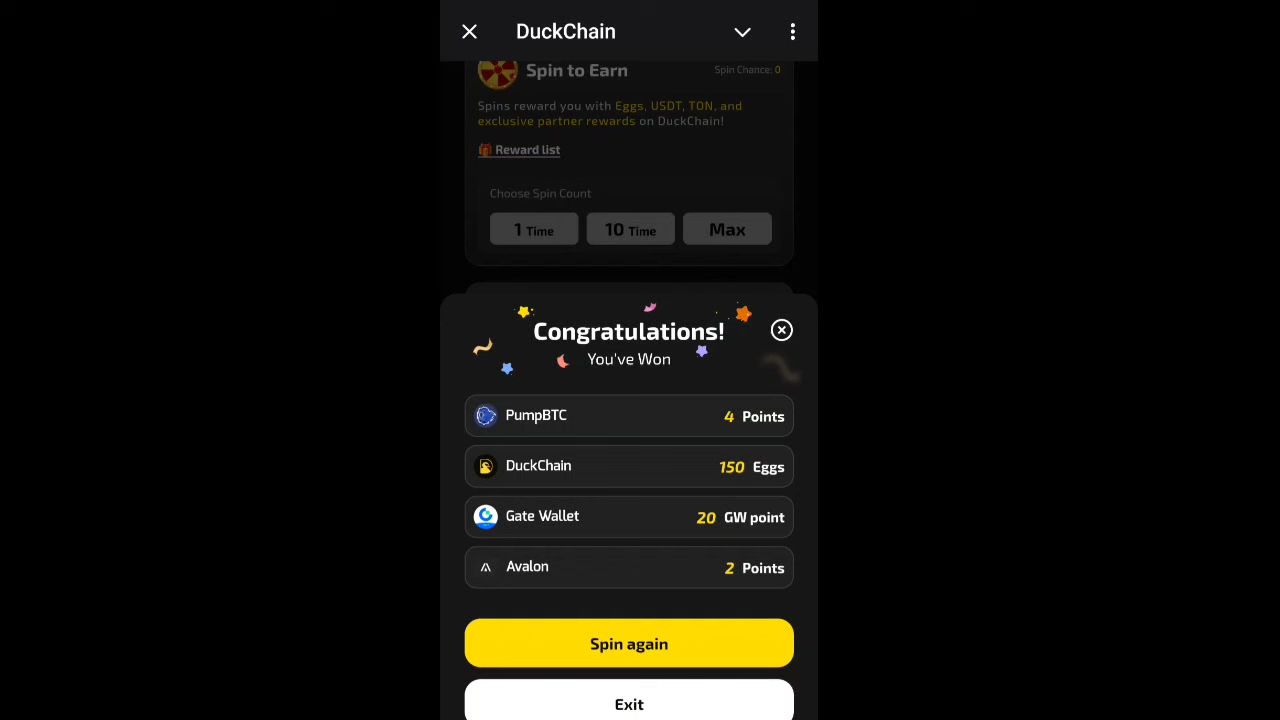 DuckChain
Spin to Earn
Spin Chance: 0
Spins reward you with Eggs, USDT, TON, and
exclusive partner rewards on DuckChain!
Reward list
Choose Spin Count
1 Time
10 Time
Max
Congratulations!
You've Won
PumpBTC 4 Points
DuckChain 150 Eggs
Gate Wallet 20 GW point
Avalon 2 Points
Spin again
Exit